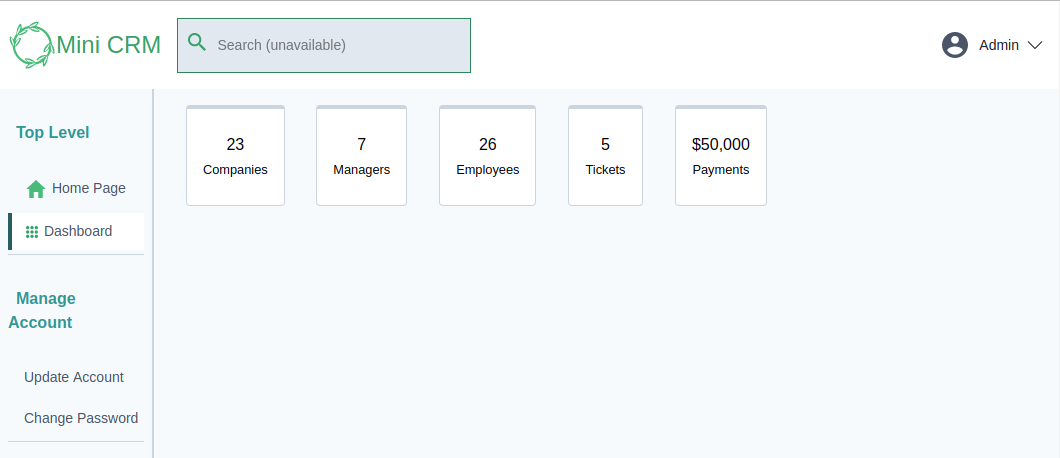 Mini CRM
Search (unavailable)
Admin
Top Level
Home Page
Dashboard
Manage
Account
Update Account
Change Password
23
Companies
7
Managers
26
Employees
5
Tickets
$50,000
Payments